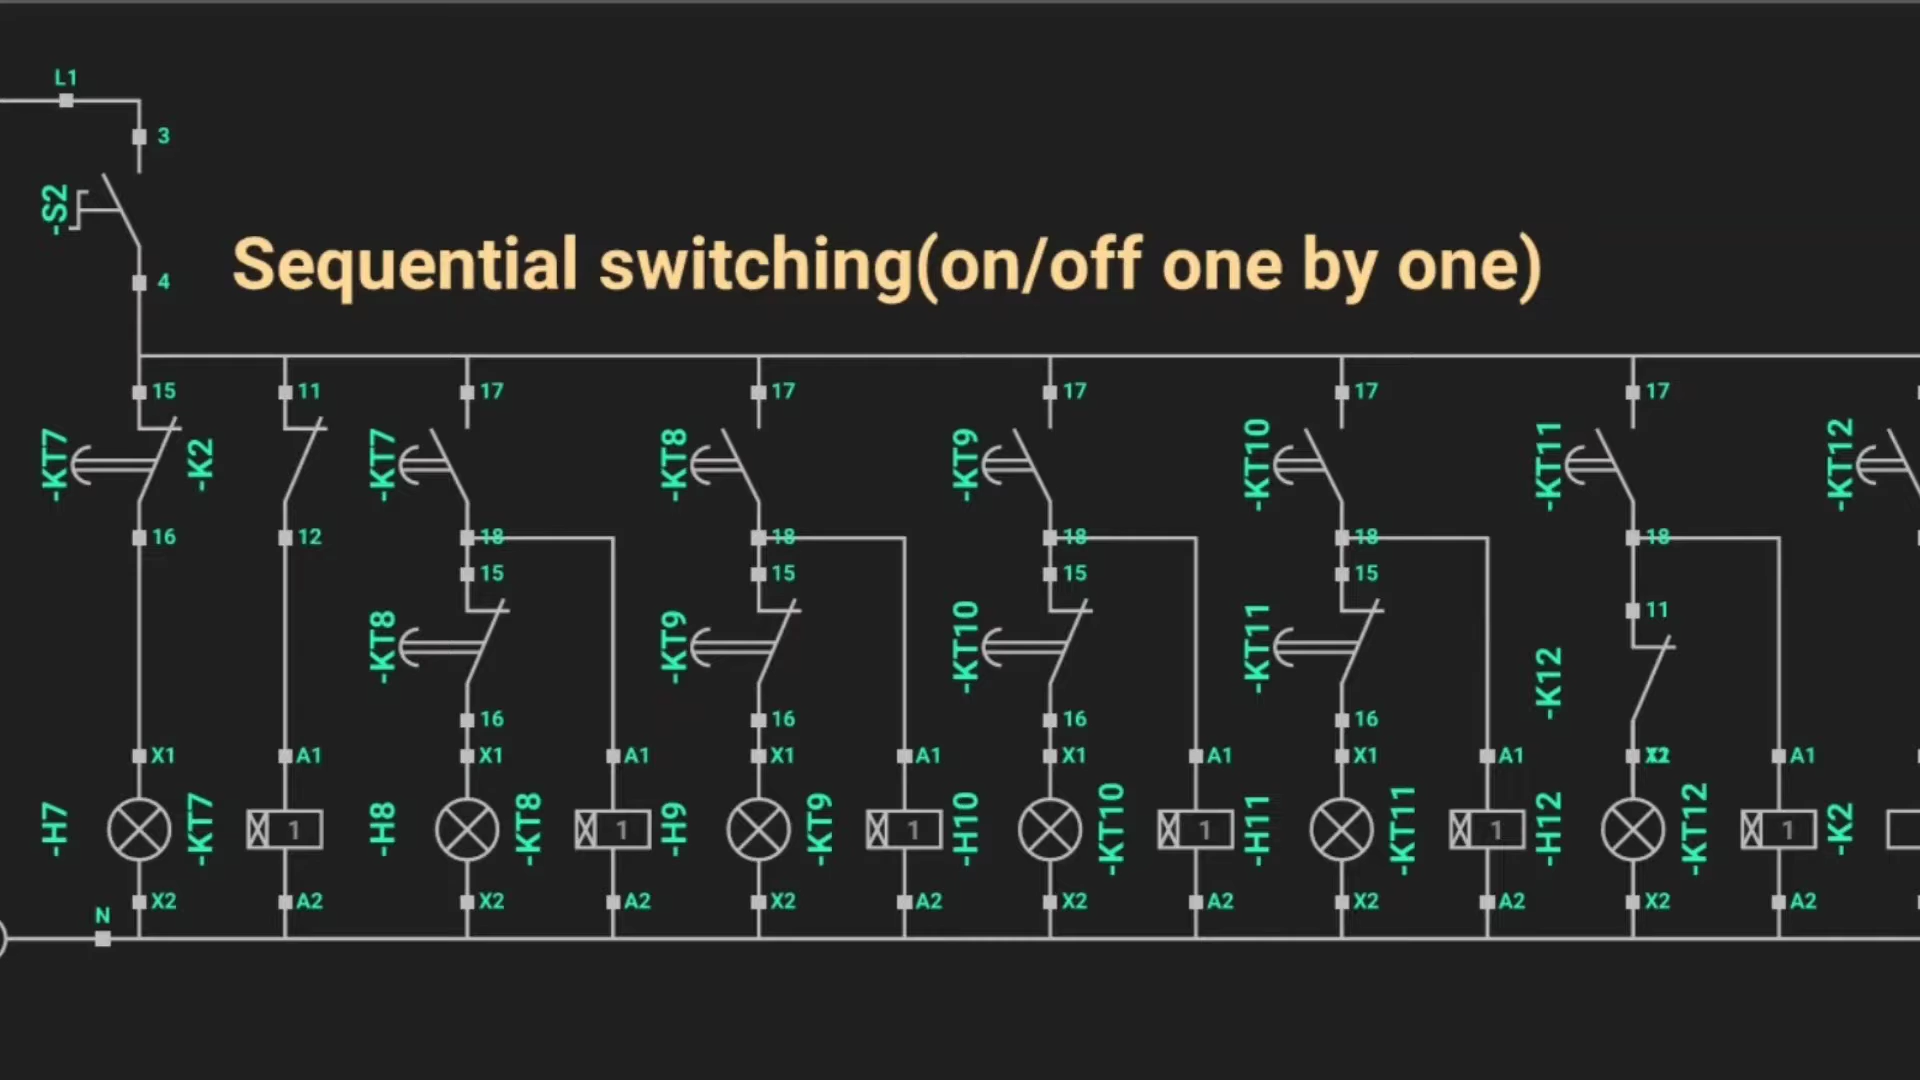 L1
3
-S2
4
Sequential switching(on/off one by one)
15 11 17 17 17 17 17
-KT7 -K2 -KT7 -KT8 -KT9 -KT10 -KT11 -KT12
16 12 18 18 18 18 18
15 15 15 15 11
-KT8 -KT9 -KT10 -KT11 -K12
16 16 16 16
X1 A1 X1 A1 X1 A1 X1 A1 X1 A1 A1
-H7 -KT7 1 -H8 -KT8 1 -H9 -KT9 1 -H10 -KT10 1 -H11 -KT11 1 -H12 -KT12 1 -K2
X2 A2 X2 A2 X2 A2 X2 A2 X2 A2 X2 A2
N